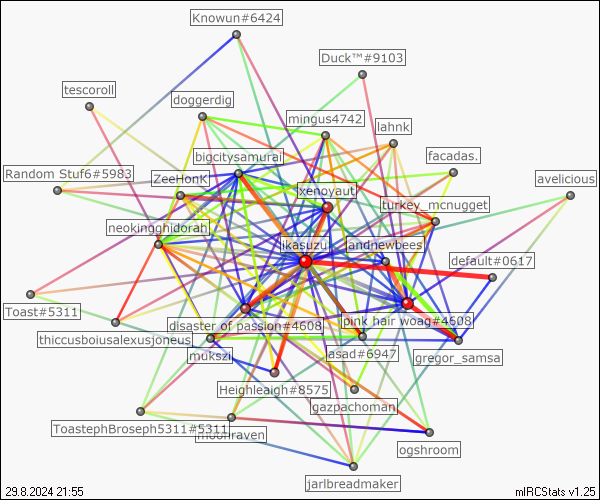 Knowun#6424
Duck™#9103
tescoroll
doggerdig
mingus4742
lahnk
bigcitysamurai
facadas.
Random Stuf6#5983
ZeeHonK
avelicious
xenoyaut
turkey_mcnugget
neokingghidorah
jikasuzu
andnewbees
default#0617
Toast#5311
disaster of passion#4608
pink hair woag#4608
thiccusboiusalexusjoneus
mukszi
lasad#6947
gregor_samsa
Heighleaigh#8575
gazpachoman
ToastephBroseph5311#5311
moonraven
ogshroom
jarlbreadmaker
29.8.2024 21:55
mIRCStats v1.25